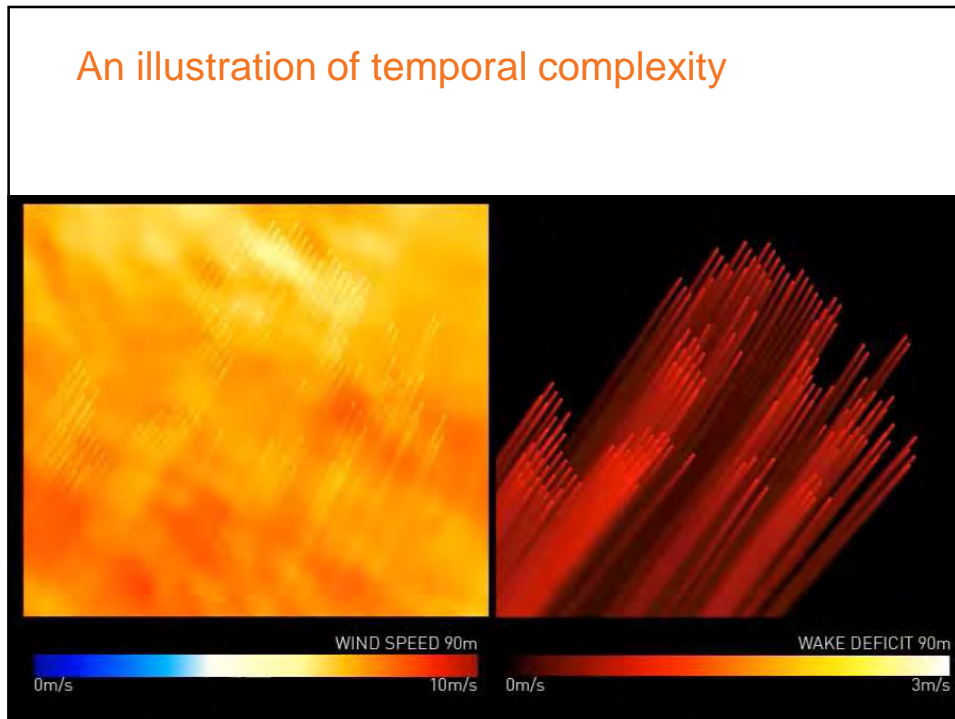 An illustration of temporal complexity
WIND SPEED 90m
0m/s 10m/s
WAKE DEFICIT 90m
0m/s 3m/s